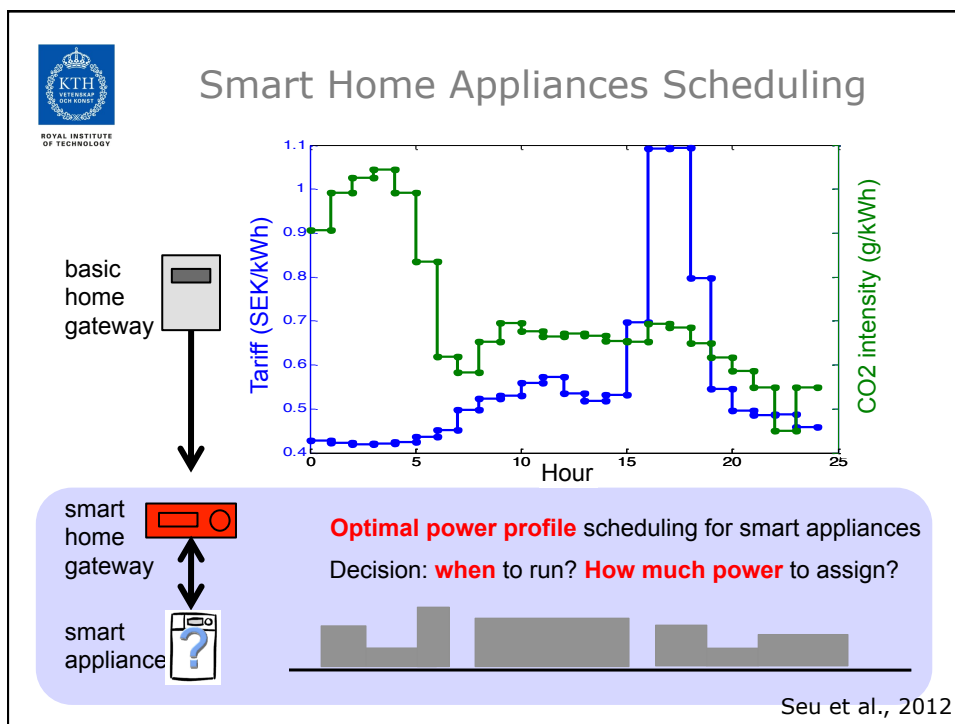 KTH
VETENSKAP
OCH KONST
ROYAL INSTITUTE
OF TECHNOLOGY
Smart Home Appliances Scheduling
basic
home
gateway
Tariff (SEK/kWh)
1.1
1
0.9
0.8
0.7
0.6
0.5
0.4
0
5
10
15
20
25
Hour
CO2 intensity (g/kWh)
smart
home
gateway
smart
appliance
?
Optimal power profile scheduling for smart appliances
Decision: when to run? How much power to assign?
Seu et al., 2012